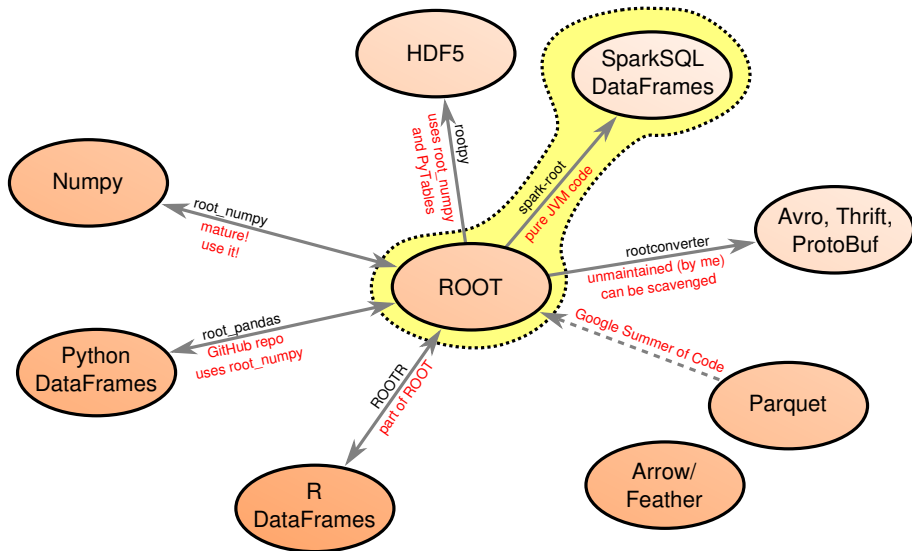 HDF5
SparkSQL
DataFrames
rootpy
uses root_numpy
and PyTables
spark-root
pure JVM code
Numpy
root_numpy
mature!
use it!
Avro, Thrift,
ProtoBuf
rootconverter
unmaintained (by me)
can be scavenged
ROOT
root_pandas
GitHub repo
uses root_numpy
Python
DataFrames
Google Summer of Code
ROOTR
part of ROOT
Parquet
Arrow/
Feather
R
DataFrames